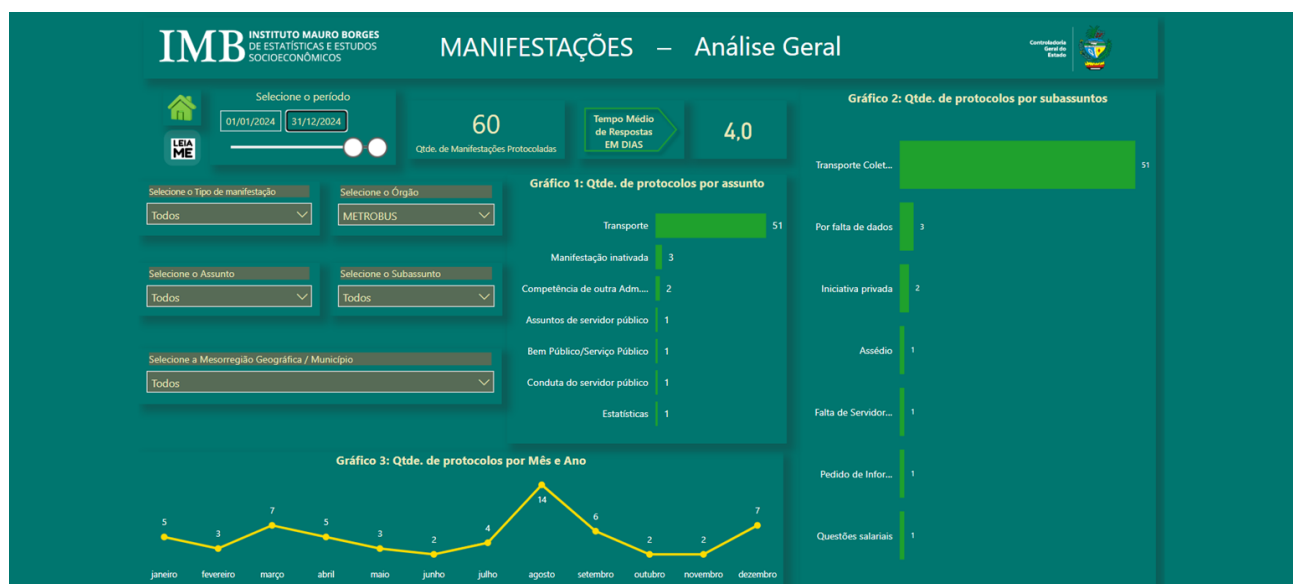 IMB
INSTITUTO MAURO BORGES
DE ESTATÍSTICAS E ESTUDOS
SOCIOECONÔMICOS
MANIFESTAÇÕES – Análise Geral
Controladoria
Geral do
Estado
LEIA
ME
Selecione o período
01/01/2024
31/12/2024
60
Qtde. de Manifestações Protocoladas
Tempo Médio
de Respostas
EM DIAS
4,0
Selecione o Tipo de manifestação
Todos
Selecione o Órgão
METROBUS
Selecione o Assunto
Todos
Selecione o Subassunto
Todos
Selecione a Mesorregião Geográfica / Município
Todos
Gráfico 1: Qtde. de protocolos por assunto
Transporte 51
Manifestação inativada 3
Competência de outra Adm.... 2
Assuntos de servidor público 1
Bem Público/Serviço Público 1
Conduta do servidor público 1
Estatísticas 1
Gráfico 2: Qtde. de protocolos por subassuntos
Transporte Colet... 51
Por falta de dados 3
Iniciativa privada 2
Assédio 1
Falta de Servidor... 1
Pedido de Infor... 1
Questões salariais 1
Gráfico 3: Qtde. de protocolos por Mês e Ano
5 3 7 5 3 2 4 14 6 2 2 7
janeiro fevereiro março abril maio junho julho agosto setembro outubro novembro dezembro